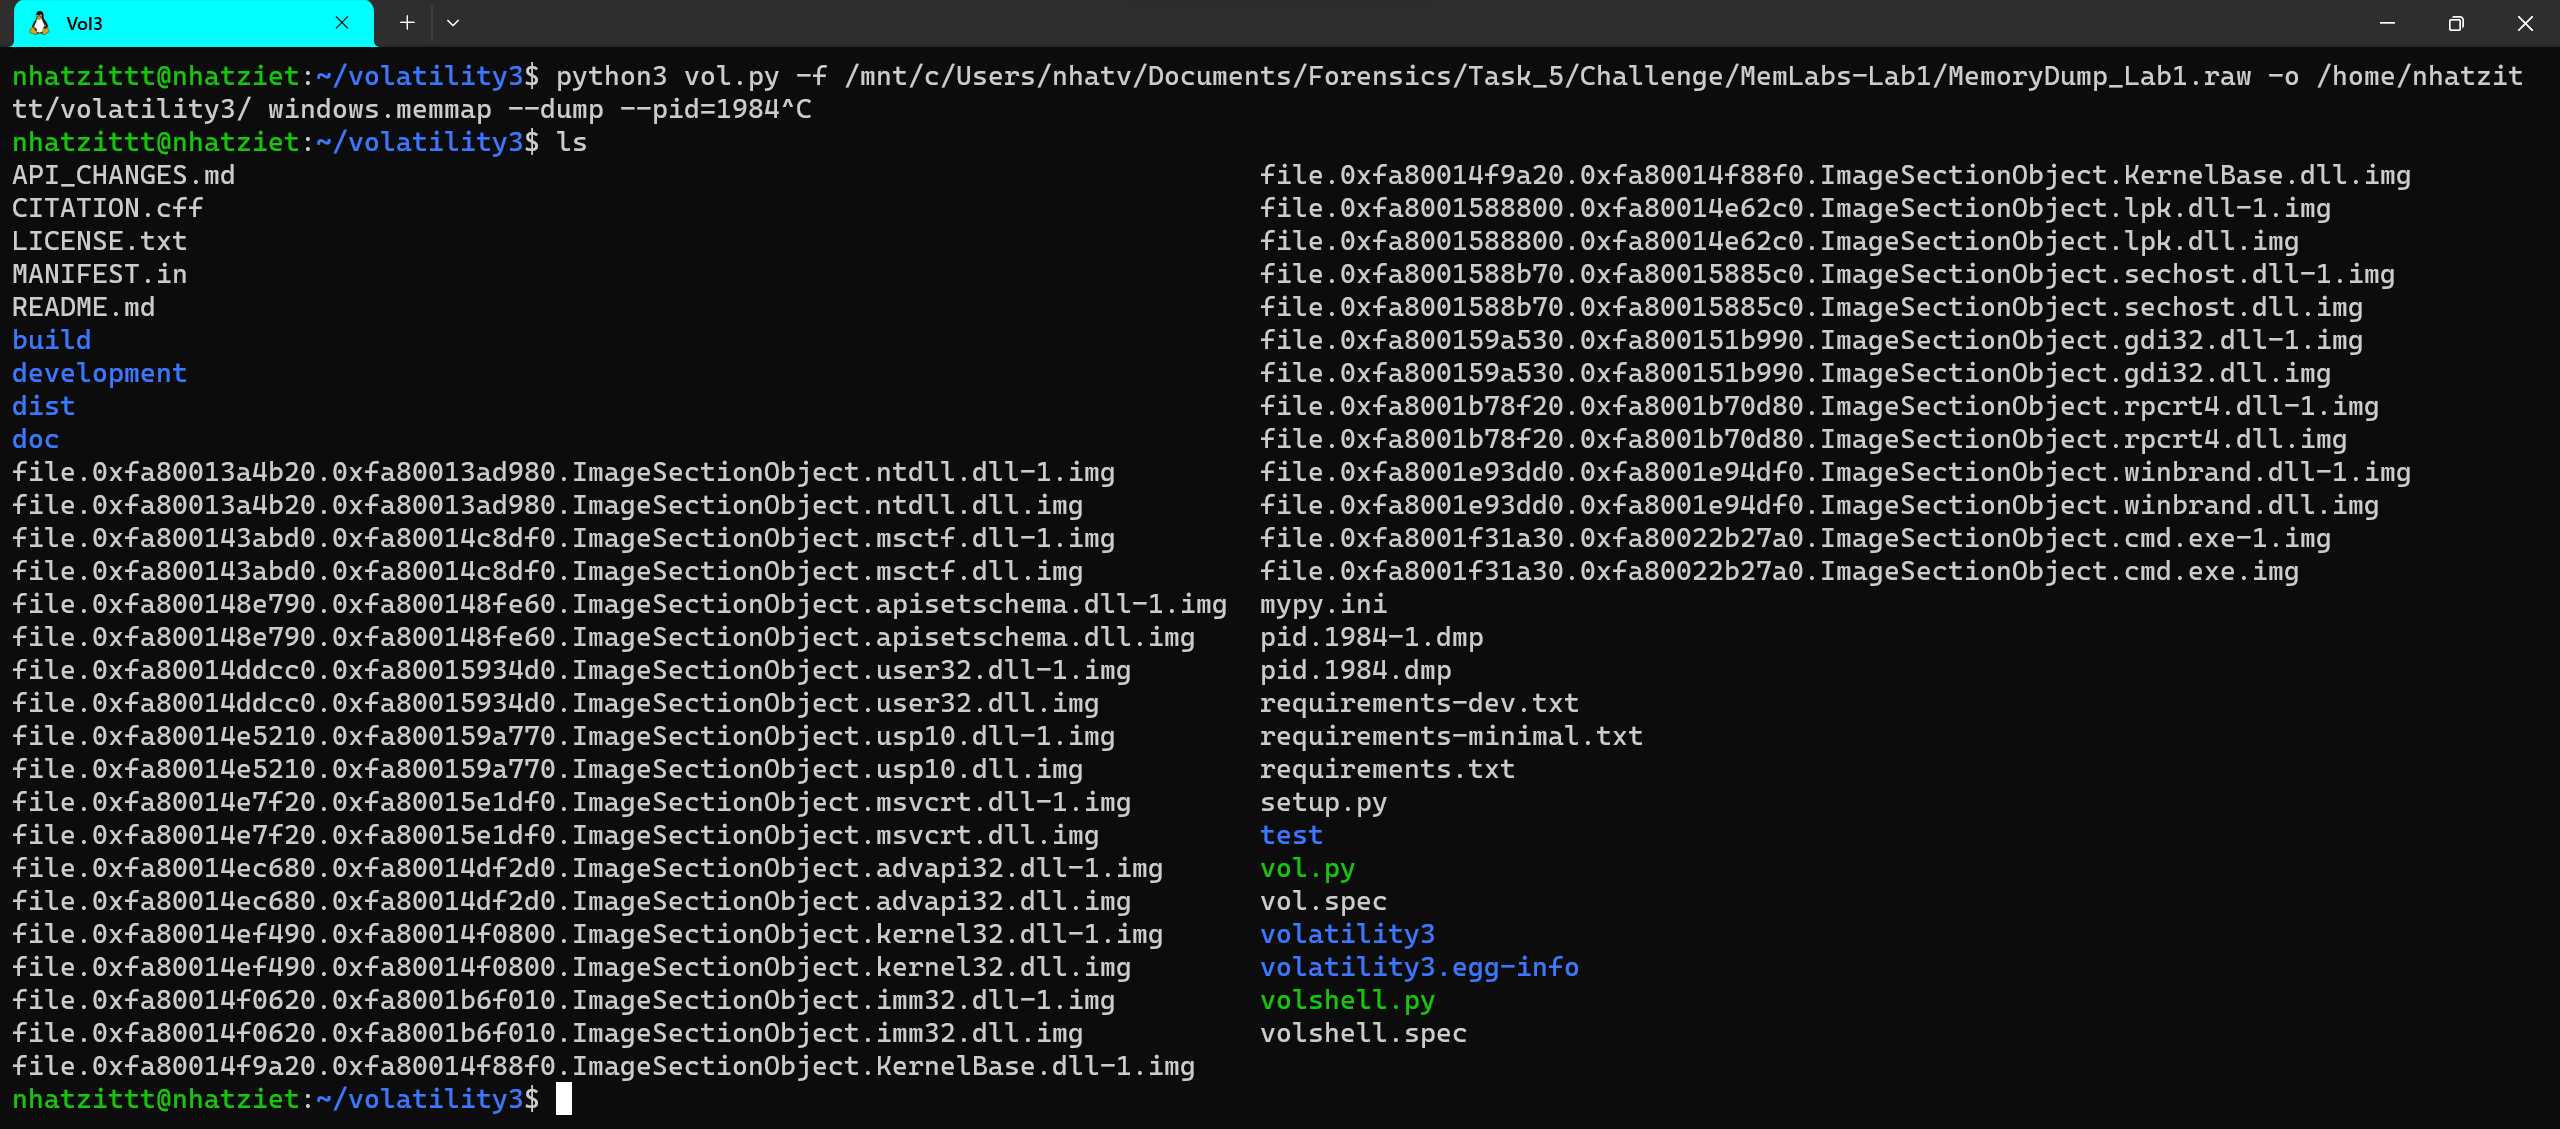 Vol3
nhatzittt@nhatziet:~/volatility3$ python3 vol.py -f /mnt/c/Users/nhatv/Documents/Forensics/Task_5/Challenge/MemLabs-Lab1/MemoryDump_Lab1.raw -o /home/nhatzit
tt/volatility3/ windows.memmap --dump --pid=1984^C
nhatzittt@nhatziet:~/volatility3$ ls
API_CHANGES.md
CITATION.cff
LICENSE.txt
MANIFEST.in
README.md
build
development
dist
doc
file.0xfa80013a4b20.0xfa80013ad980.ImageSectionObject.ntdll.dll-1.img
file.0xfa80013a4b20.0xfa80013ad980.ImageSectionObject.ntdll.dll.img
file.0xfa800143abd0.0xfa80014c8df0.ImageSectionObject.msctf.dll-1.img
file.0xfa800143abd0.0xfa80014c8df0.ImageSectionObject.msctf.dll.img
file.0xfa800148e790.0xfa800148fe60.ImageSectionObject.apisetschema.dll-1.img
file.0xfa800148e790.0xfa800148fe60.ImageSectionObject.apisetschema.dll.img
file.0xfa80014ddcc0.0xfa80015934d0.ImageSectionObject.user32.dll-1.img
file.0xfa80014ddcc0.0xfa80015934d0.ImageSectionObject.user32.dll.img
file.0xfa80014e5210.0xfa800159a770.ImageSectionObject.usp10.dll-1.img
file.0xfa80014e5210.0xfa800159a770.ImageSectionObject.usp10.dll.img
file.0xfa80014e7f20.0xfa80015e1df0.ImageSectionObject.msvcrt.dll-1.img
file.0xfa80014e7f20.0xfa80015e1df0.ImageSectionObject.msvcrt.dll.img
file.0xfa80014ec680.0xfa80014df2d0.ImageSectionObject.advapi32.dll-1.img
file.0xfa80014ec680.0xfa80014df2d0.ImageSectionObject.advapi32.dll.img
file.0xfa80014ef490.0xfa80014f0800.ImageSectionObject.kernel32.dll-1.img
file.0xfa80014ef490.0xfa80014f0800.ImageSectionObject.kernel32.dll.img
file.0xfa80014f0620.0xfa8001b6f010.ImageSectionObject.imm32.dll-1.img
file.0xfa80014f0620.0xfa8001b6f010.ImageSectionObject.imm32.dll.img
file.0xfa80014f9a20.0xfa80014f88f0.ImageSectionObject.KernelBase.dll-1.img
file.0xfa80014f9a20.0xfa80014f88f0.ImageSectionObject.KernelBase.dll.img
file.0xfa8001588800.0xfa80014e62c0.ImageSectionObject.lpk.dll-1.img
file.0xfa8001588800.0xfa80014e62c0.ImageSectionObject.lpk.dll.img
file.0xfa8001588b70.0xfa80015885c0.ImageSectionObject.sechost.dll-1.img
file.0xfa8001588b70.0xfa80015885c0.ImageSectionObject.sechost.dll.img
file.0xfa800159a530.0xfa800151b990.ImageSectionObject.gdi32.dll-1.img
file.0xfa800159a530.0xfa800151b990.ImageSectionObject.gdi32.dll.img
file.0xfa8001b78f20.0xfa8001b70d80.ImageSectionObject.rpcrt4.dll-1.img
file.0xfa8001b78f20.0xfa8001b70d80.ImageSectionObject.rpcrt4.dll.img
file.0xfa8001e93dd0.0xfa8001e94df0.ImageSectionObject.winbrand.dll-1.img
file.0xfa8001e93dd0.0xfa8001e94df0.ImageSectionObject.winbrand.dll.img
file.0xfa8001f31a30.0xfa80022b27a0.ImageSectionObject.cmd.exe-1.img
file.0xfa8001f31a30.0xfa80022b27a0.ImageSectionObject.cmd.exe.img
mypy.ini
pid.1984-1.dmp
pid.1984.dmp
requirements-dev.txt
requirements-minimal.txt
requirements.txt
setup.py
test
vol.py
vol.spec
volatility3
volatility3.egg-info
volshell.py
volshell.spec
nhatzittt@nhatziet:~/volatility3$